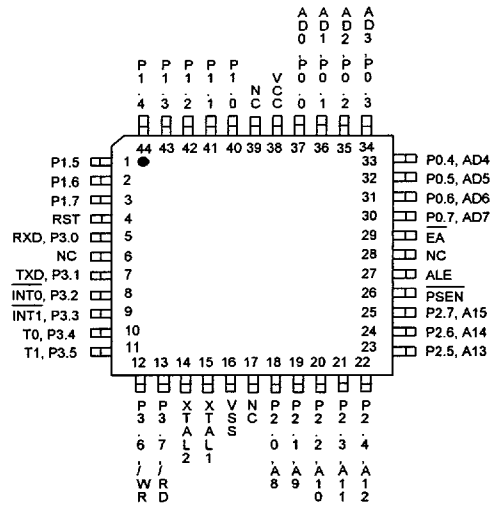 P1.4
P1.3
P1.2
P1.1
P1.0
NC
VCC
AD0,P0.0
AD1,P0.1
AD2,P0.2
AD3,P0.3
44 43 42 41 40 39 38 37 36 35 34
P1.5 1
P1.6 2
P1.7 3
RST 4
RXD, P3.0 5
NC 6
TXD, P3.1 7
INT0, P3.2 8
INT1, P3.3 9
T0, P3.4 10
T1, P3.5 11
33 P0.4, AD4
32 P0.5, AD5
31 P0.6, AD6
30 P0.7, AD7
29 EA
28 NC
27 ALE
26 PSEN
25 P2.7, A15
24 P2.6, A14
23 P2.5, A13
12 13 14 15 16 17 18 19 20 21 22
P3.6,/WR
P3.7,/RD
XTAL2
XTAL1
VSS
NC
P2.0,A8
P2.1,A9
P2.2,A10
P2.3,A11
P2.4,A12